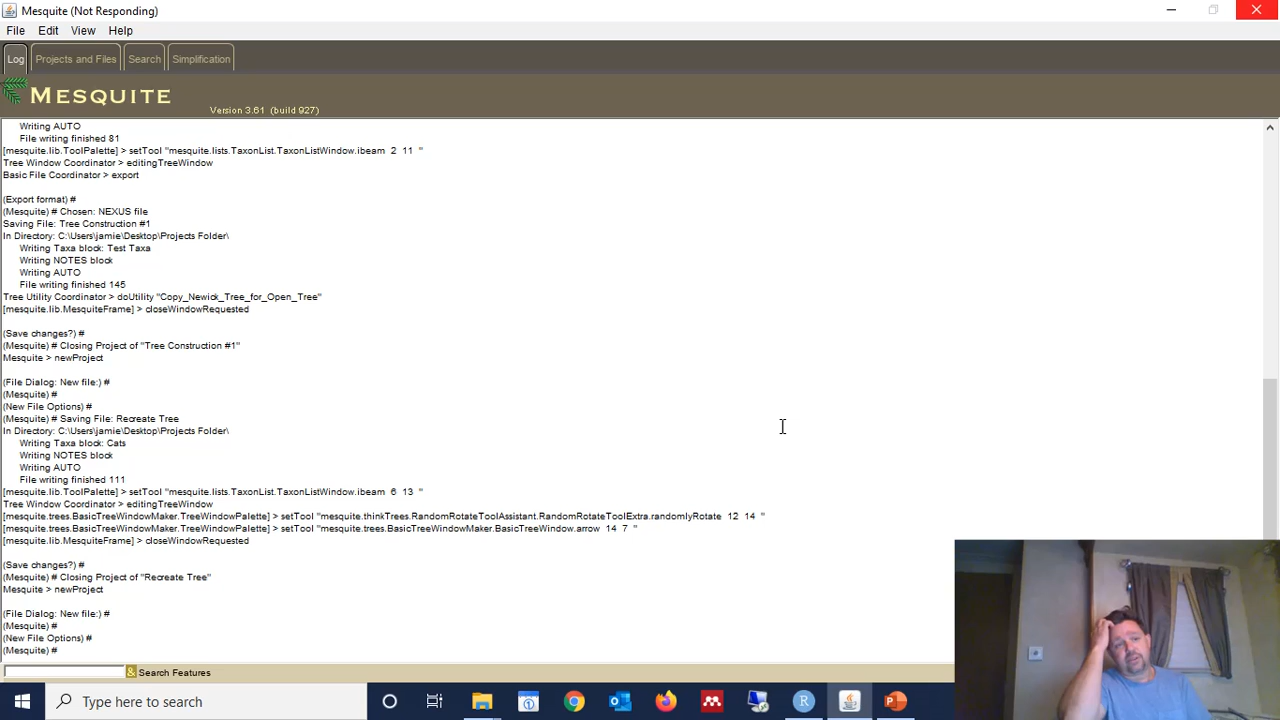 Mesquite (Not Responding)
File Edit View Help
Log Projects and Files Search Simplification
MESQUITE Version 3.61 (build 927)
Writing AUTO
File writing finished 81
[mesquite.lib.ToolPalette] > setTool "mesquite.lists.TaxonList.TaxonListWindow.ibeam 2 11 "
Tree Window Coordinator > editingTreeWindow
Basic File Coordinator > export
(Export format) #
(Mesquite) # Chosen: NEXUS file
Saving File: Tree Construction #1
In Directory: C:\Users\jamie\Desktop\Projects Folder\
Writing Taxa block: Test Taxa
Writing NOTES block
Writing AUTO
File writing finished 145
Tree Utility Coordinator > doUtility "Copy_Newick_Tree_for_Open_Tree"
[mesquite.lib.MesquiteFrame] > closeWindowRequested
(Save changes?) #
(Mesquite) # Closing Project of "Tree Construction #1"
Mesquite > newProject
(File Dialog: New file:) #
(Mesquite) #
(New File Options) #
(Mesquite) # Saving File: Recreate Tree
In Directory: C:\Users\jamie\Desktop\Projects Folder\
Writing Taxa block: Cats
Writing NOTES block
Writing AUTO
File writing finished 111
[mesquite.lib.ToolPalette] > setTool "mesquite.lists.TaxonList.TaxonListWindow.ibeam 6 13 "
Tree Window Coordinator > editingTreeWindow
[mesquite.trees.BasicTreeWindowMaker.TreeWindowPalette] > setTool "mesquite.thinkTrees.RandomRotateToolAssistant.RandomRotateToolExtra.randomlyRotate 12 14 "
[mesquite.trees.BasicTreeWindowMaker.TreeWindowPalette] > setTool "mesquite.trees.BasicTreeWindowMaker.BasicTreeWindow.arrow 14 7 "
[mesquite.lib.MesquiteFrame] > closeWindowRequested
(Save changes?) #
(Mesquite) # Closing Project of "Recreate Tree"
Mesquite > newProject
(File Dialog: New file:) #
(Mesquite) #
(New File Options) #
(Mesquite) #
& Search Features
Type here to search